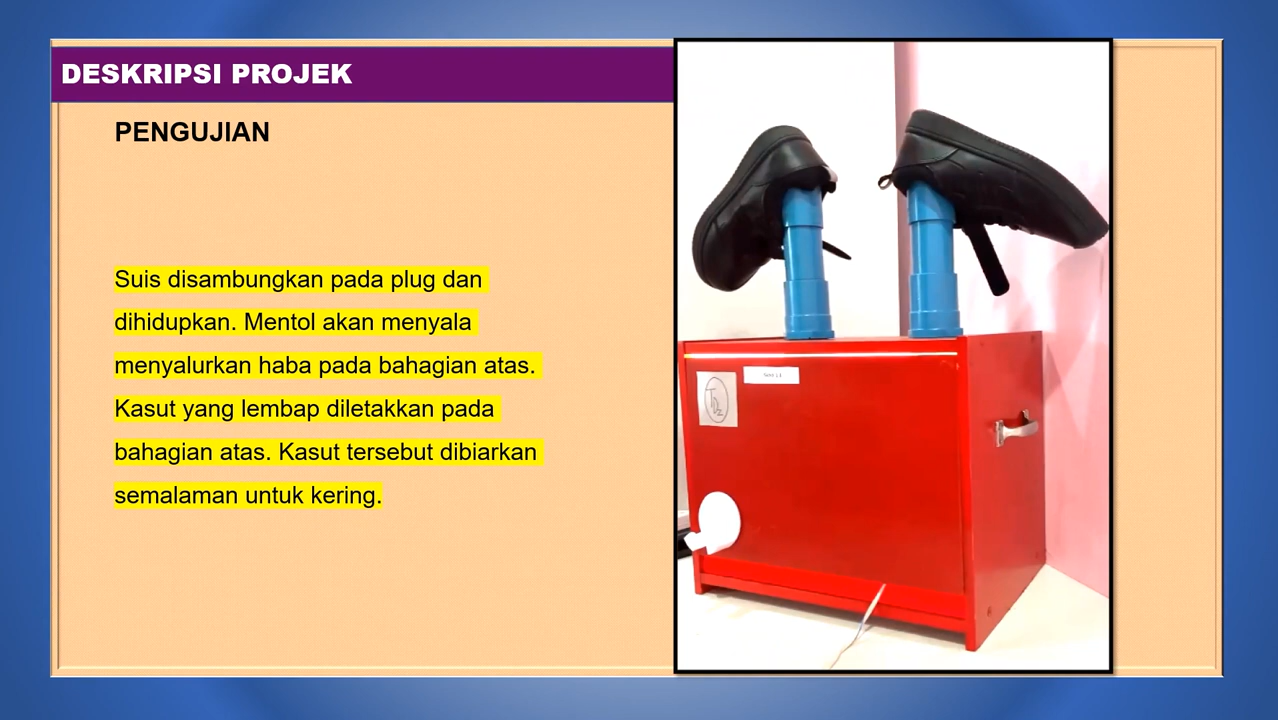 DESKRIPSI PROJEK
PENGUJIAN
Suis disambungkan pada plug dan
dihidupkan. Mentol akan menyala
menyalurkan haba pada bahagian atas.
Kasut yang lembap diletakkan pada
bahagian atas. Kasut tersebut dibiarkan
semalaman untuk kering.